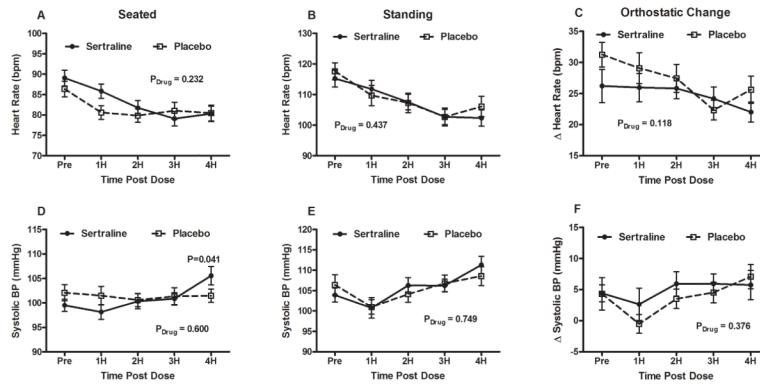 Seated
Standing
Orthostatic Change
A
Sertraline Placebo
P_Drug = 0.232
Heart Rate (bpm)
95
90
85
80
75
70
Pre 1H 2H 3H 4H
Time Post Dose
B
Sertraline Placebo
P_Drug = 0.437
Heart Rate (bpm)
130
120
110
100
90
80
Pre 1H 2H 3H 4H
Time Post Dose
C
Sertraline Placebo
P_Drug = 0.118
Δ Heart Rate (bpm)
35
30
25
20
15
Pre 1H 2H 3H 4H
Time Post Dose
D
Sertraline Placebo
P=0.041
P_Drug = 0.600
Systolic BP (mmHg)
115
110
105
100
95
90
Pre 1H 2H 3H 4H
Time Post Dose
E
Sertraline Placebo
P_Drug = 0.749
Systolic BP (mmHg)
120
115
110
105
100
95
90
Pre 1H 2H 3H 4H
Time Post Dose
F
Sertraline Placebo
P_Drug = 0.376
Δ Systolic BP (mmHg)
15
10
5
0
-5
Pre 1H 2H 3H 4H
Time Post Dose